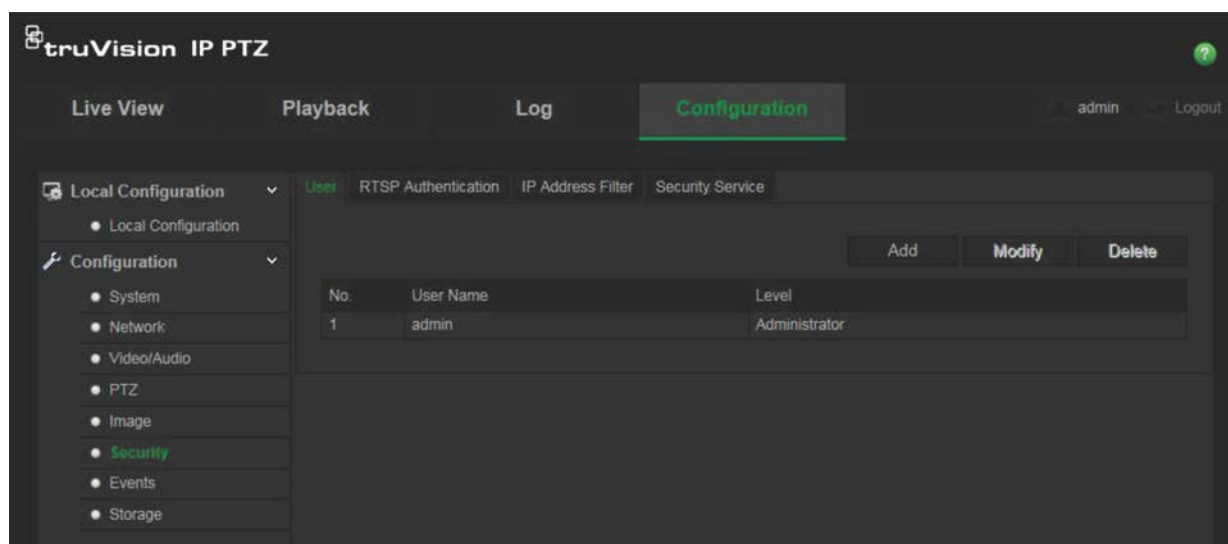 truVision IP PTZ
?
Live View Playback Log Configuration admin Logout
Local Configuration
User RTSP Authentication IP Address Filter Security Service
Local Configuration
Configuration
Add Modify Delete
System
No. User Name Level
Network
1 admin Administrator
Video/Audio
PTZ
Image
Security
Events
Storage